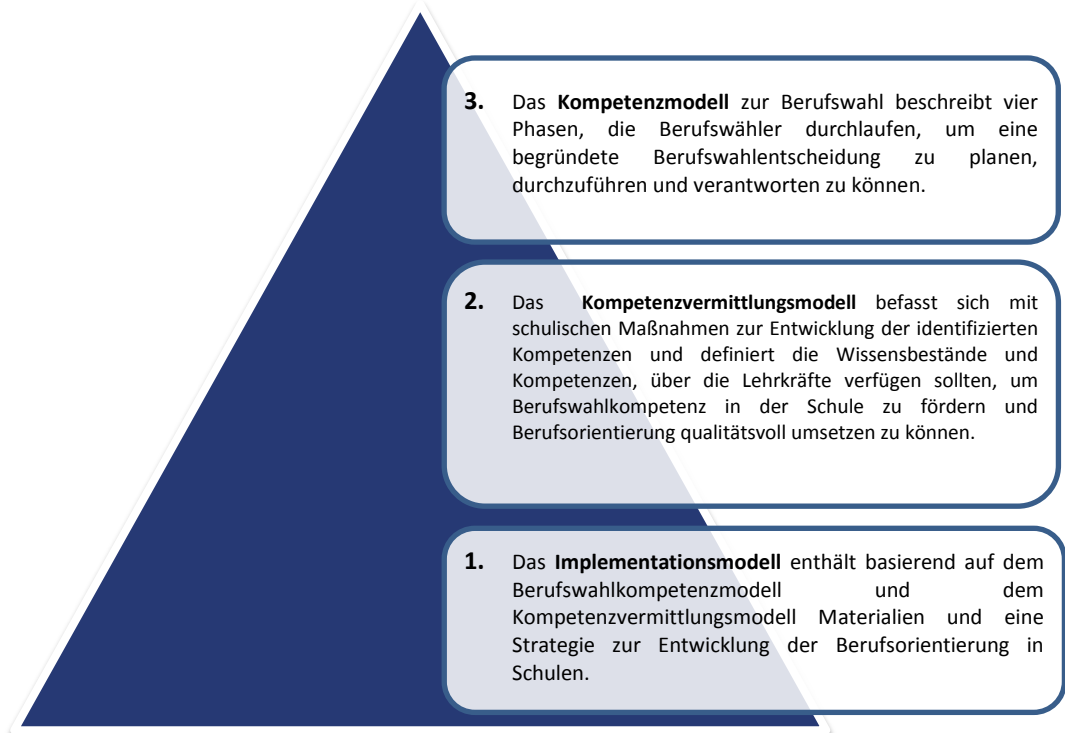 3. Das Kompetenzmodell zur Berufswahl beschreibt vier
Phasen, die Berufswähler durchlaufen, um eine
begründete Berufswahlentscheidung zu planen,
durchzuführen und verantworten zu können.
2. Das Kompetenzvermittlungsmodell befasst sich mit
schulischen Maßnahmen zur Entwicklung der identifizierten
Kompetenzen und definiert die Wissensbestände und
Kompetenzen, über die Lehrkräfte verfügen sollten, um
Berufswahlkompetenz in der Schule zu fördern und
Berufsorientierung qualitätsvoll umsetzen zu können.
1. Das Implementationsmodell enthält basierend auf dem
Berufswahlkompetenzmodell und dem
Kompetenzvermittlungsmodell Materialien und eine
Strategie zur Entwicklung der Berufsorientierung in
Schulen.